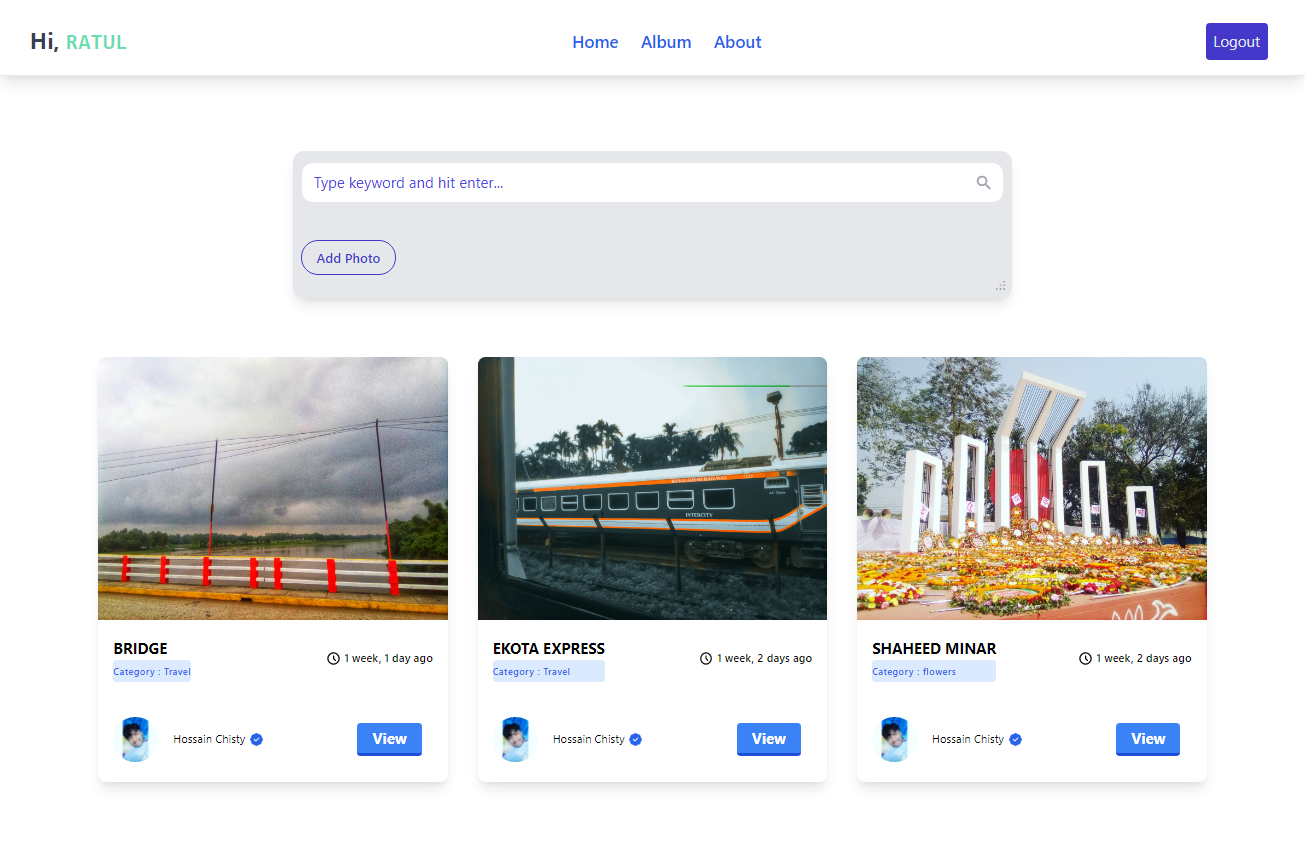 Hi, RATUL
Home Album About
Logout
Type keyword and hit enter...
Add Photo
INTERCITY
BRIDGE
Category : Travel
1 week, 1 day ago
Hossain Chisty
View
EKOTA EXPRESS
Category : Travel
1 week, 2 days ago
Hossain Chisty
View
SHAHEED MINAR
Category : flowers
1 week, 2 days ago
Hossain Chisty
View